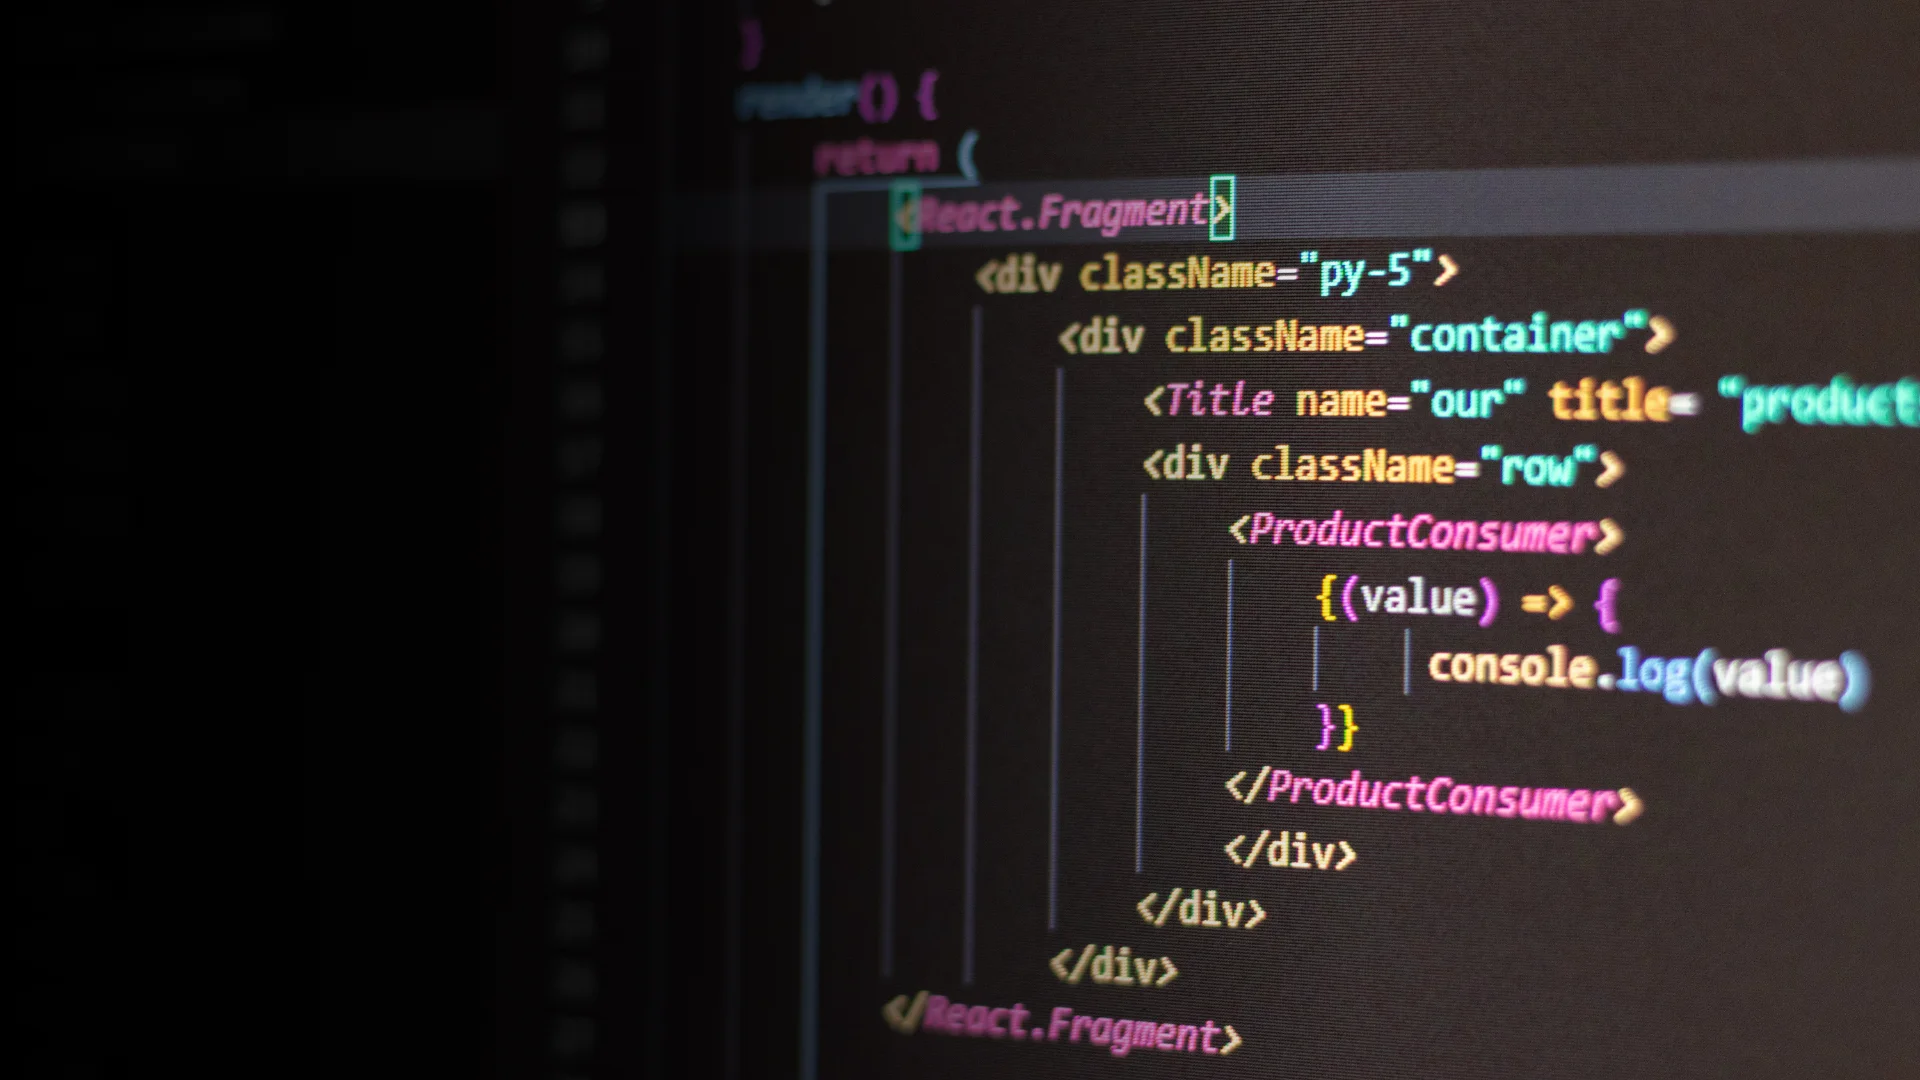 }
render() {
return (
<React.Fragment>
<div className="py-5">
<div className="container">
<Title name="our" title= "product
<div className="row">
<ProductConsumer>
{(value) => {
console.log(value)
}}
</ProductConsumer>
</div>
</div>
</div>
</React.Fragment>